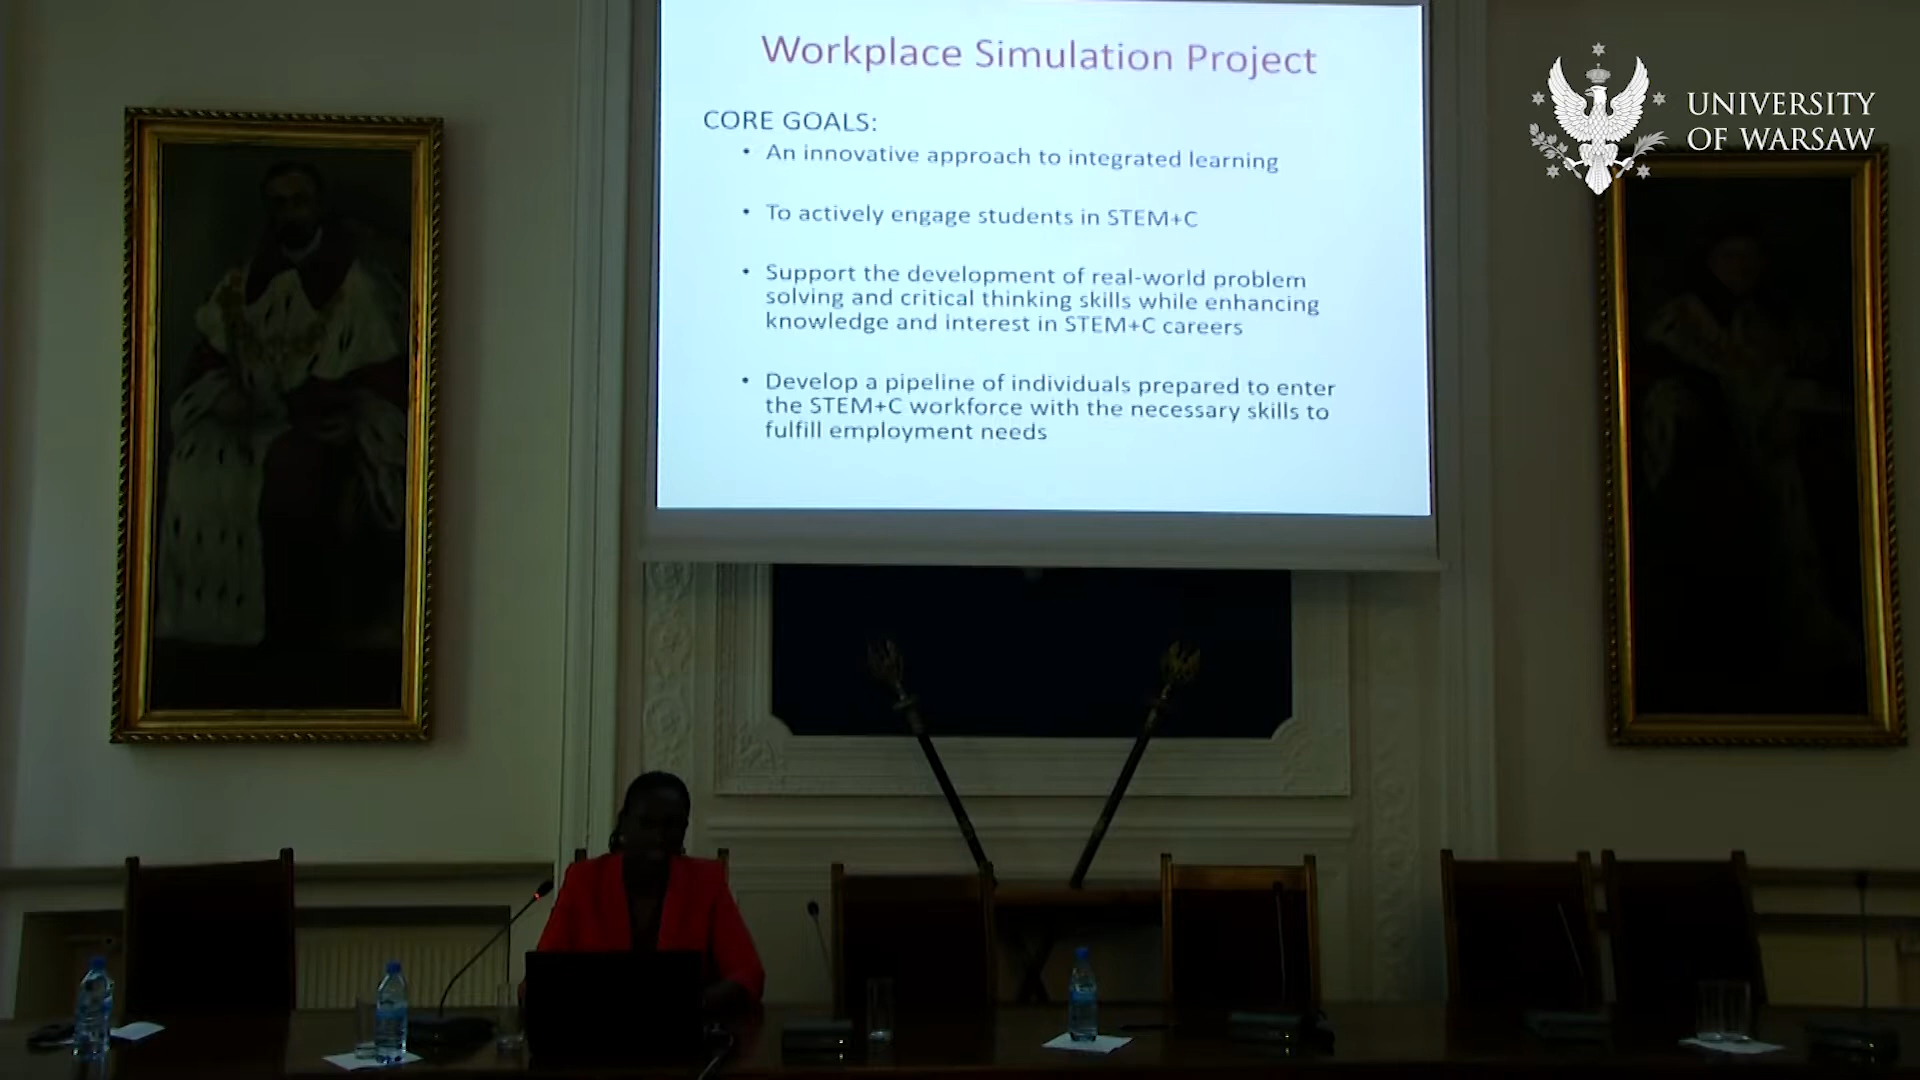 Workplace Simulation Project
CORE GOALS:
• An innovative approach to integrated learning
• To actively engage students in STEM+C
• Support the development of real-world problem
solving and critical thinking skills while enhancing
knowledge and interest in STEM+C careers
• Develop a pipeline of individuals prepared to enter
the STEM+C workforce with the necessary skills to
fulfill employment needs
UNIVERSITY
OF WARSAW